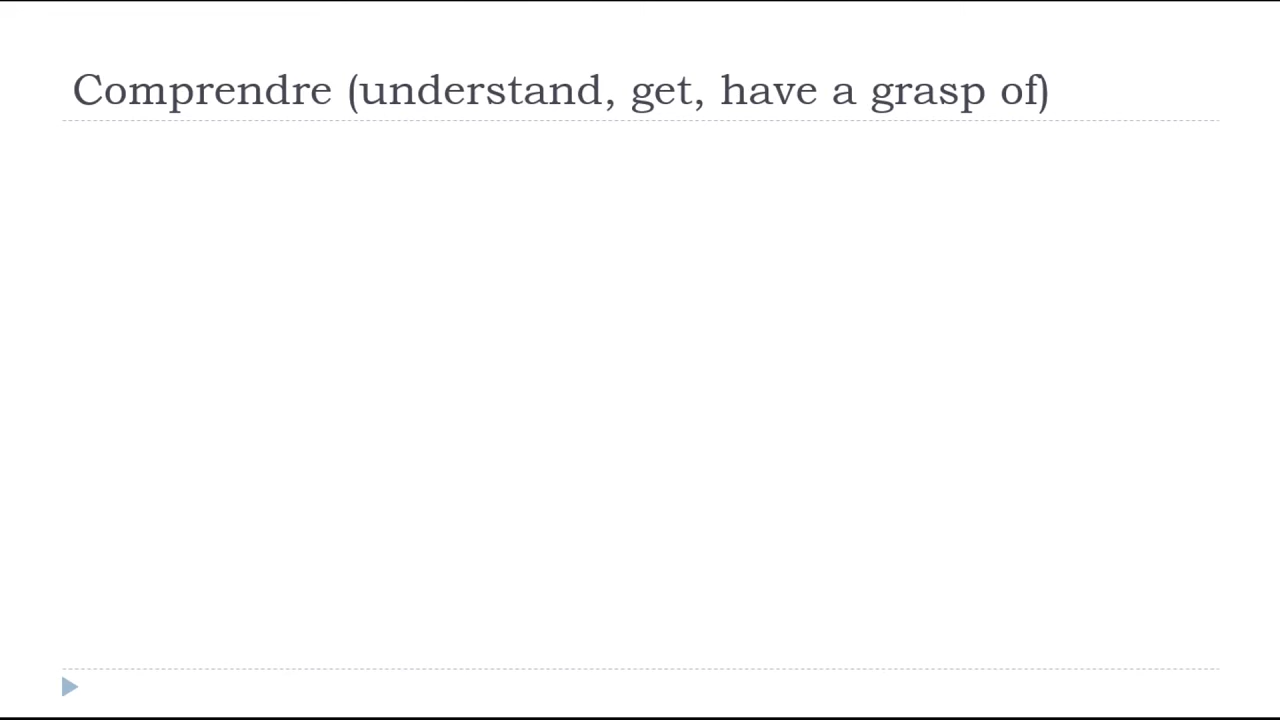 Comprendre (understand, get, have a grasp of)